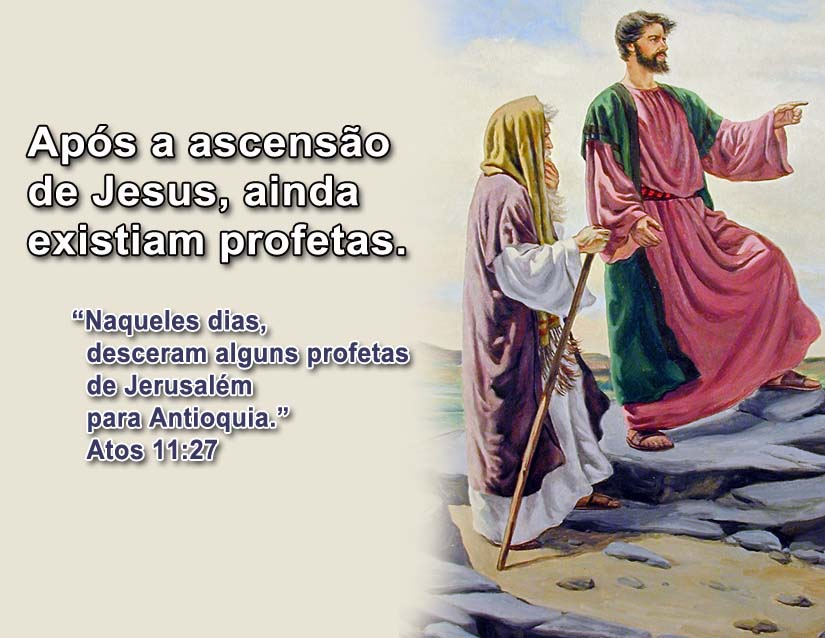 Após a ascensão
de Jesus, ainda
existiam profetas.
“Naqueles dias,
desceram alguns profetas
de Jerusalém
para Antioquia.”
Atos 11:27